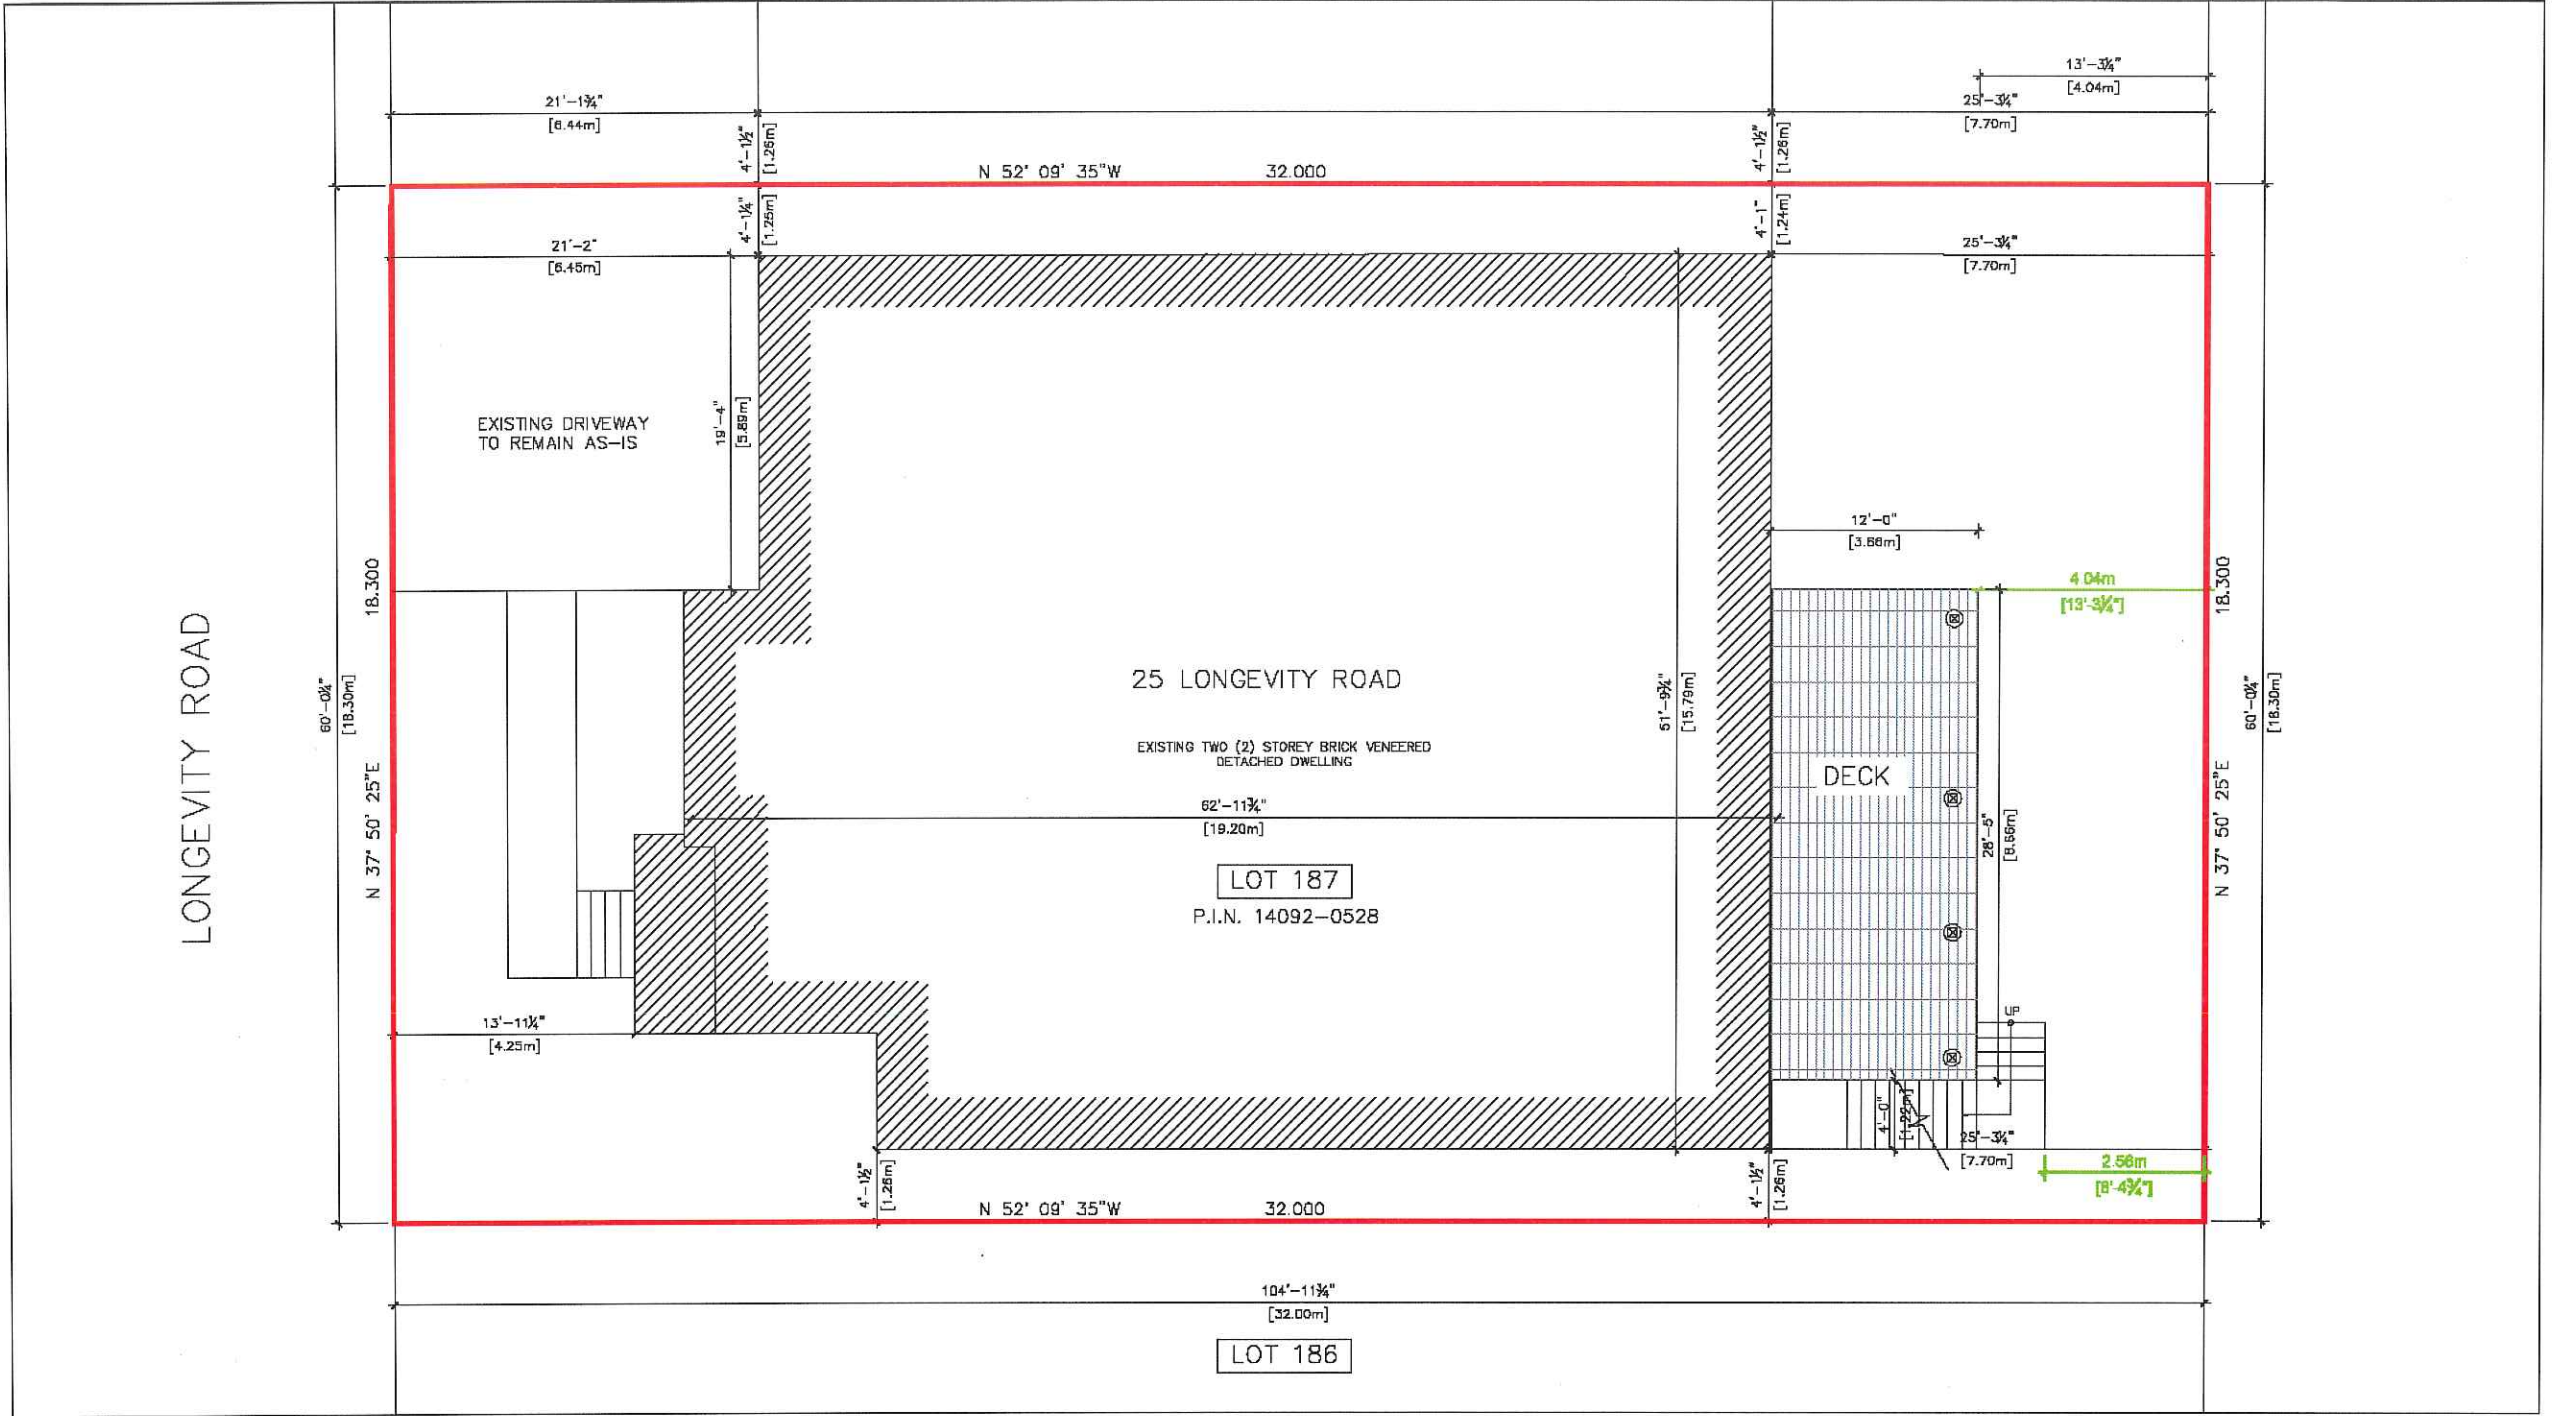 13'-3¼"
[4.04m]
21'-1¾"
[6.44m]
25'-3¼"
[7.70m]
4'-1½"
[1.26m]
4'-1½"
[1.26m]
N 52° 09' 35"W 32.000
4'-1¼"
[1.25m]
4'-1"
[1.24m]
21'-2"
[6.45m]
25'-3¼"
[7.70m]
EXISTING DRIVEWAY
TO REMAIN AS-IS
19'-4"
[5.89m]
12'-0"
[3.66m]
4.04m
[13'-3¼"]
LONGEVITY ROAD
60'-0¼"
[18.30m]
N 37° 50' 25"E 18.300
25 LONGEVITY ROAD
EXISTING TWO (2) STOREY BRICK VENEERED
DETACHED DWELLING
62'-11¾"
[19.20m]
51'-9¾"
[15.79m]
LOT 187
P.I.N. 14092-0528
DECK
28'-5"
[8.66m]
N 37° 50' 25"E 18.300
60'-0¼"
[18.30m]
UP
13'-11¼"
[4.25m]
4'-0"
[1.22m]
25'-3¼"
[7.70m]
2.56m
[8'-4¾"]
4'-1½"
[1.26m]
4'-1½"
[1.26m]
N 52° 09' 35"W 32.000
104'-11¾"
[32.00m]
LOT 186